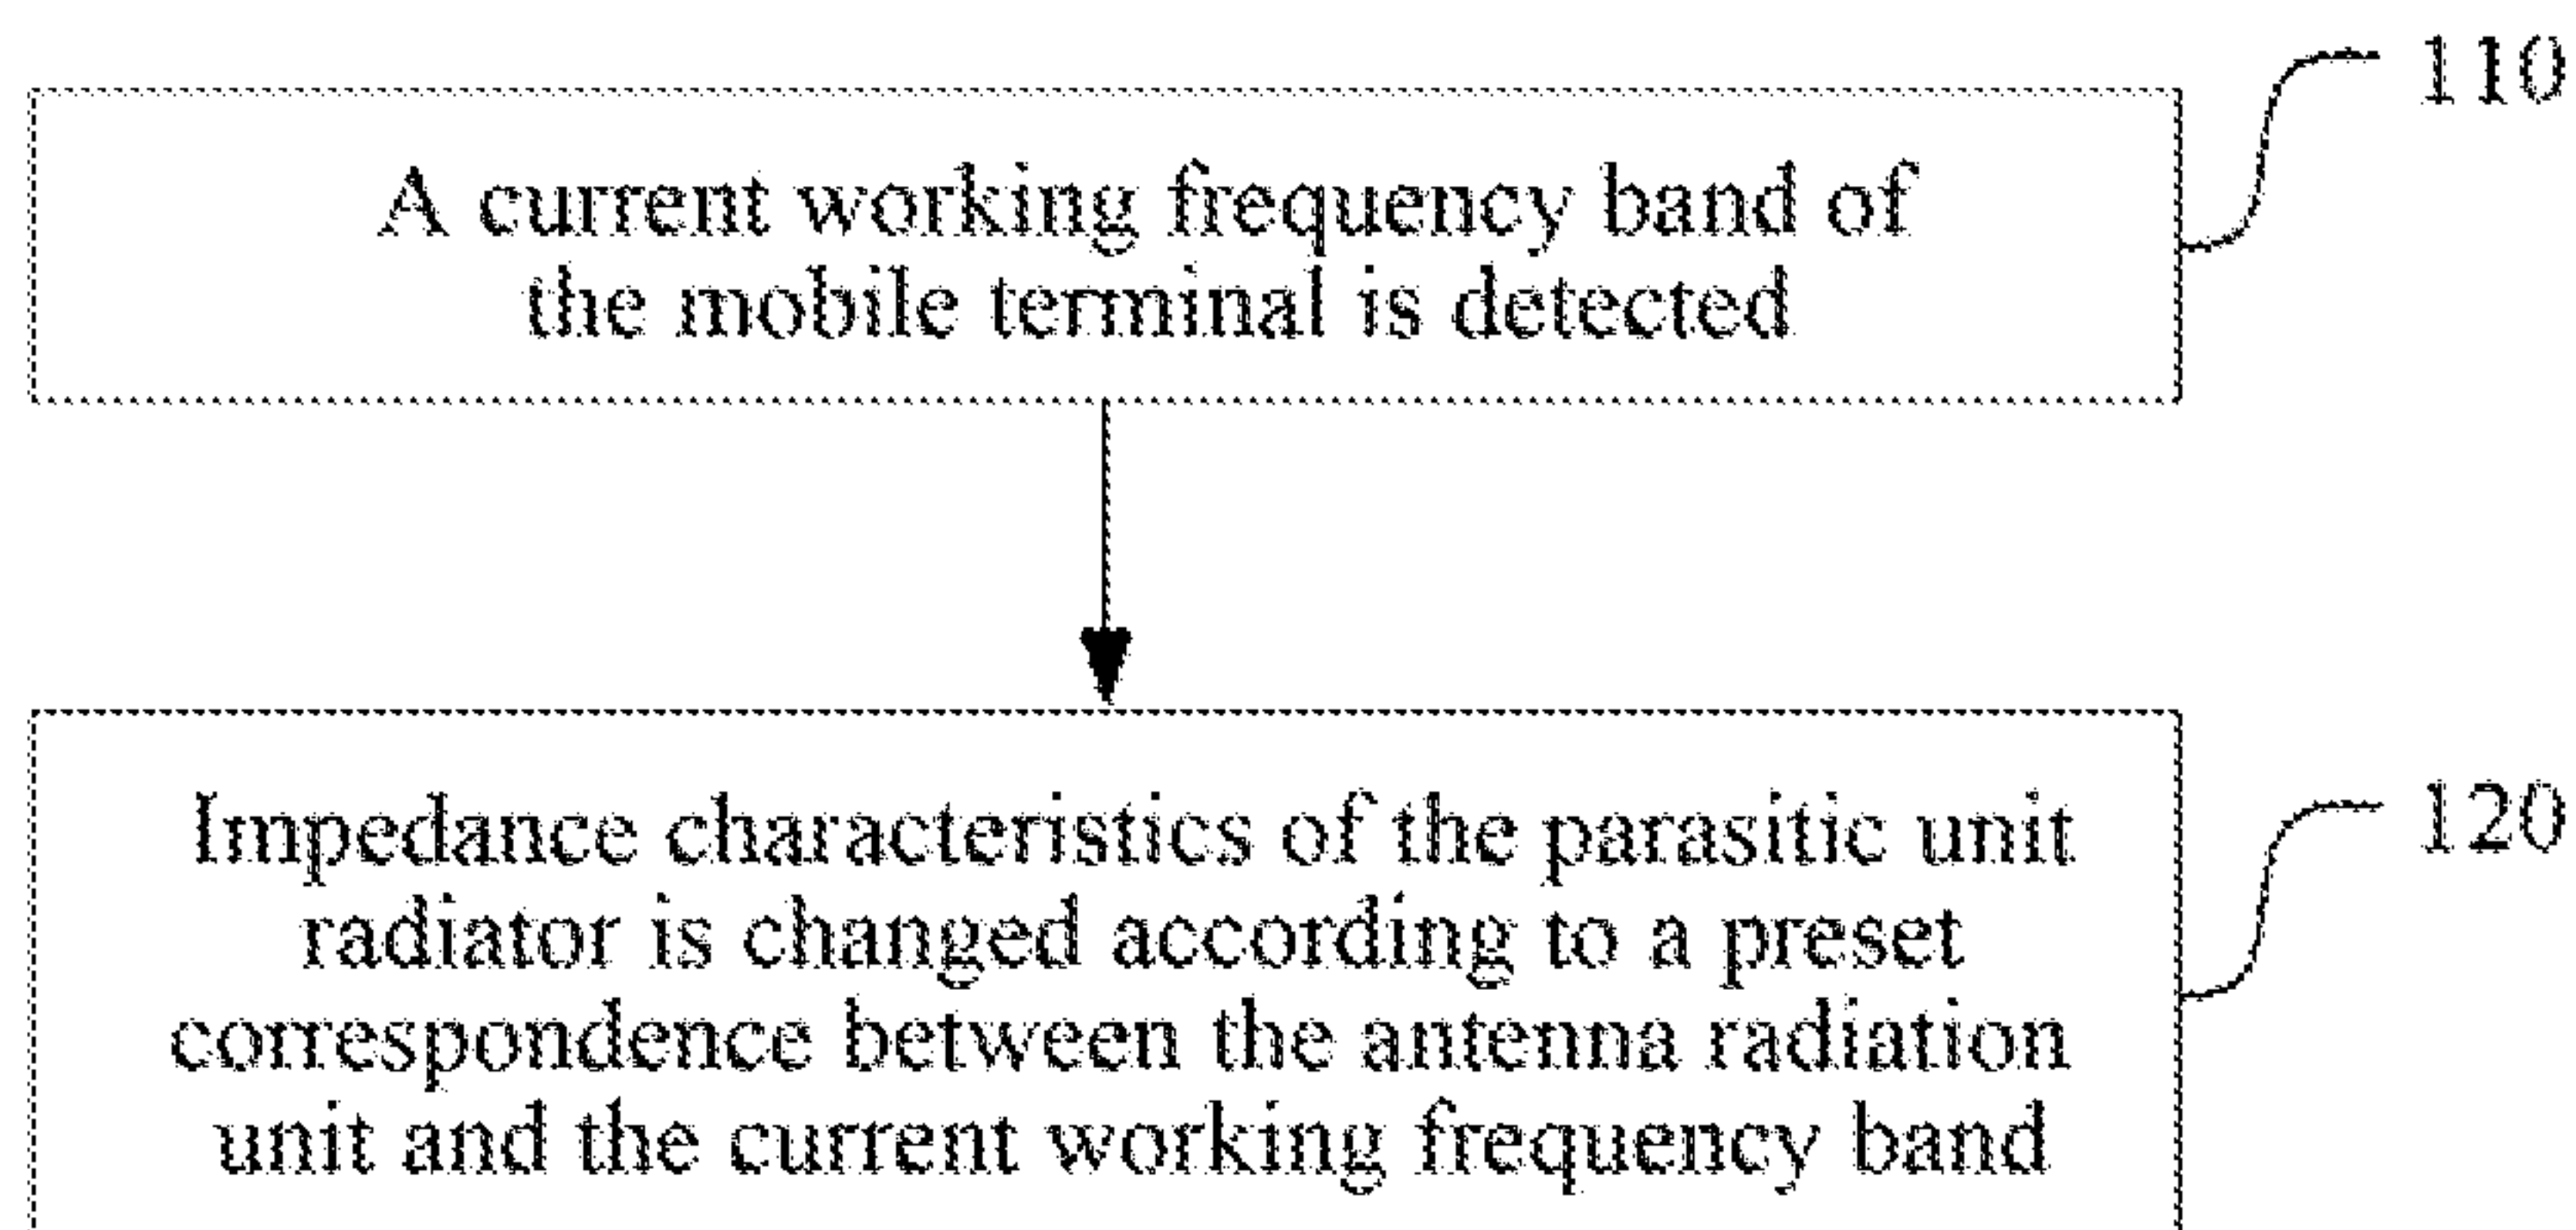 110
A current working frequency band of
the mobile terminal is detected
120
Impedance characteristics of the parasitic unit
radiator is changed according to a preset
correspondence between the antenna radiation
unit and the current working frequency band